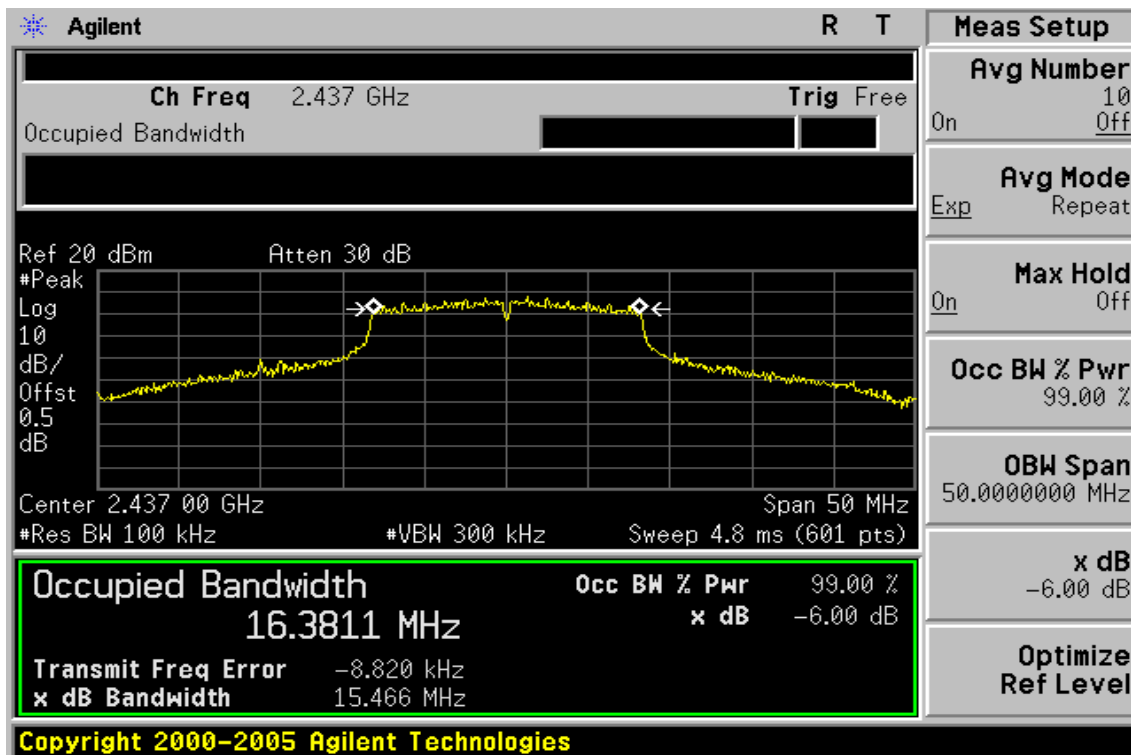 Agilent R T
Ch Freq 2.437 GHz Trig Free
Occupied Bandwidth
Ref 20 dBm Atten 30 dB
#Peak
Log
10
dB/
Offst
0.5
dB
Center 2.437 00 GHz Span 50 MHz
#Res BW 100 kHz #VBW 300 kHz Sweep 4.8 ms (601 pts)
Occupied Bandwidth Occ BW % Pwr 99.00 %
16.3811 MHz x dB -6.00 dB
Transmit Freq Error -8.820 kHz
x dB Bandwidth 15.466 MHz
Copyright 2000-2005 Agilent Technologies
Meas Setup
Avg Number
10
On Off
Avg Mode
Exp Repeat
Max Hold
On Off
Occ BW % Pwr
99.00 %
OBW Span
50.0000000 MHz
x dB
-6.00 dB
Optimize
Ref Level